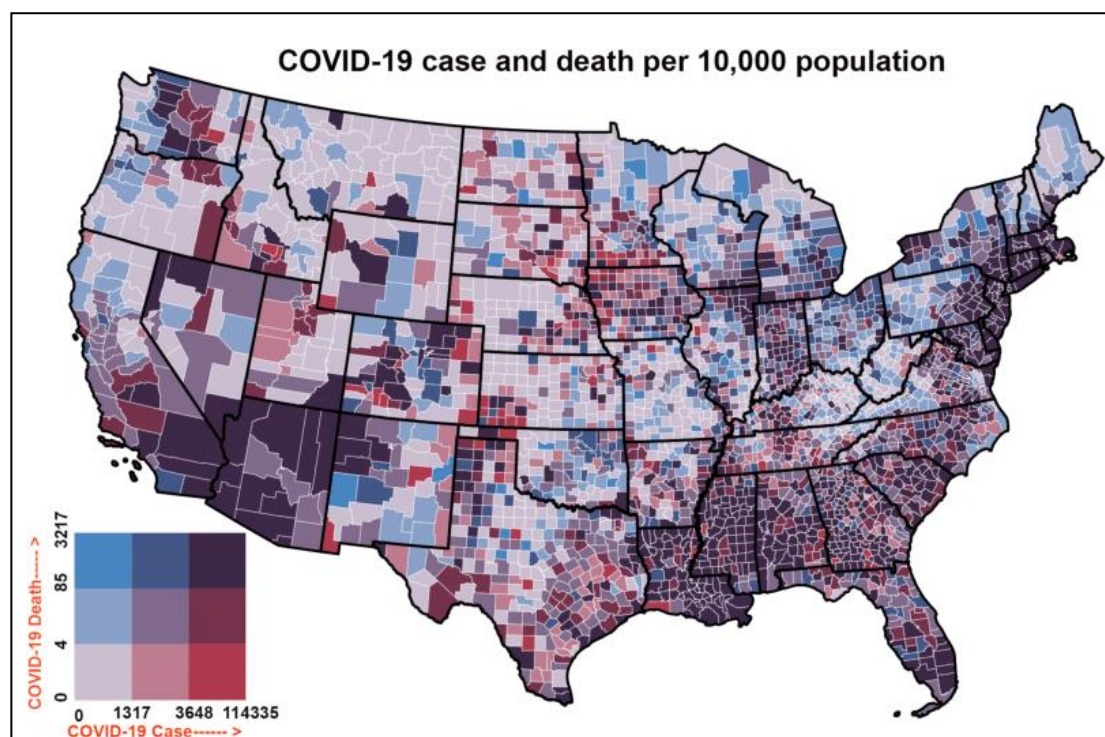 COVID-19 case and death per 10,000 population
COVID-19 Death----- >
3217
85
4
0
0 1317 3648 114335
COVID-19 Case------ >